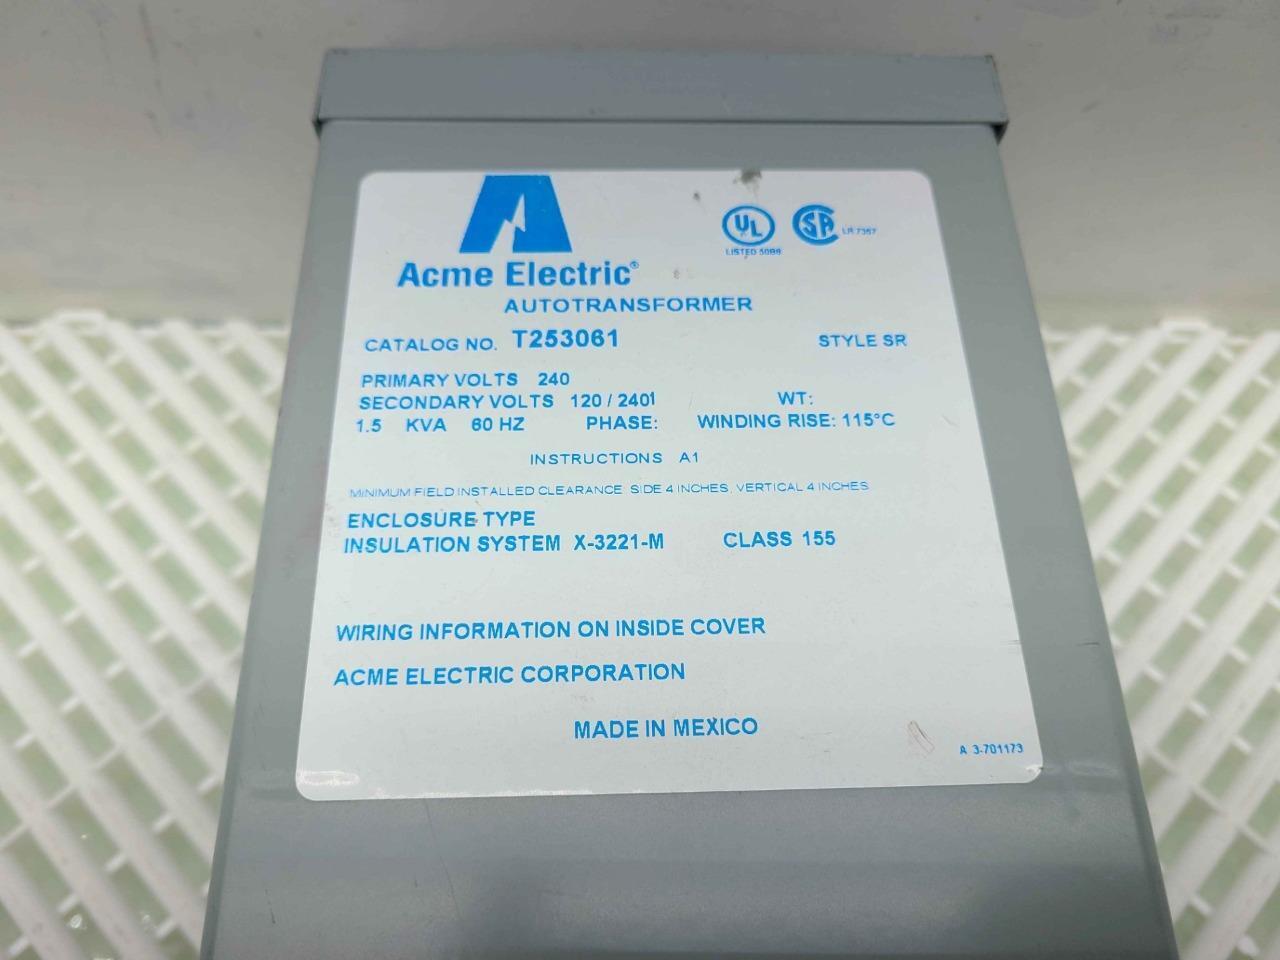 Acme Electric®
AUTOTRANSFORMER
UL
LISTED 50B8
SA
LR 7357
CATALOG NO. T253061 STYLE SR
PRIMARY VOLTS 240
SECONDARY VOLTS 120 / 240 WT:
1.5 KVA 60 HZ PHASE: WINDING RISE: 115°C
INSTRUCTIONS A1
MINIMUM FIELD INSTALLED CLEARANCE SIDE 4 INCHES, VERTICAL 4 INCHES
ENCLOSURE TYPE
INSULATION SYSTEM X-3221-M CLASS 155
WIRING INFORMATION ON INSIDE COVER
ACME ELECTRIC CORPORATION
MADE IN MEXICO
A 3-701173